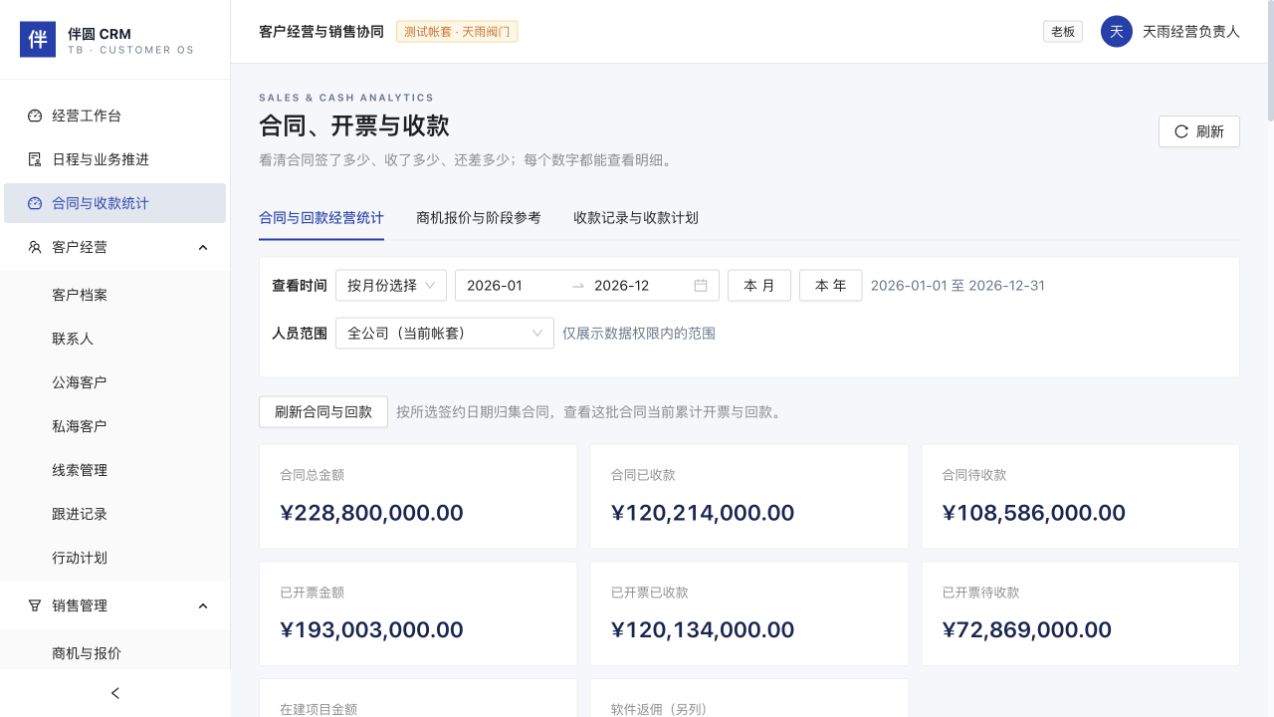 伴
伴圆 CRM
TB · CUSTOMER OS
经营工作台
日程与业务推进
合同与收款统计
客户经营
客户档案
联系人
公海客户
私海客户
线索管理
跟进记录
行动计划
销售管理
商机与报价
客户经营与销售协同
测试帐套 · 天雨阀门
老板
天
天雨经营负责人
SALES & CASH ANALYTICS
合同、开票与收款
看清合同签了多少、收了多少、还差多少；每个数字都能查看明细。
刷新
合同与回款经营统计
商机报价与阶段参考
收款记录与收款计划
查看时间
按月份选择
2026-01
2026-12
本 月
本 年
2026-01-01 至 2026-12-31
人员范围
全公司（当前帐套）
仅展示数据权限内的范围
刷新合同与回款
按所选签约日期归集合同，查看这批合同当前累计开票与回款。
合同总金额
¥228,800,000.00
合同已收款
¥120,214,000.00
合同待收款
¥108,586,000.00
已开票金额
¥193,003,000.00
已开票已收款
¥120,134,000.00
已开票待收款
¥72,869,000.00
在建项目金额
软件返佣（另列）